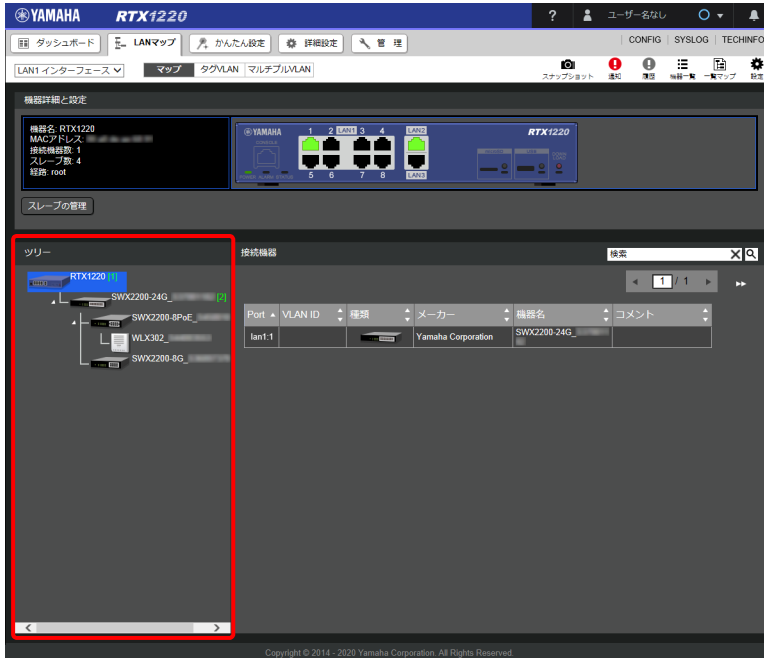 YAMAHA RTX1220 ? ユーザー名なし
ダッシュボード LANマップ かんたん設定 詳細設定 管 理 CONFIG SYSLOG TECHINFO
LAN1 インターフェース マップ タグVLAN マルチプルVLAN スナップショット 通知 履歴 機器一覧 一覧マップ 設定
機器詳細と設定
機器名: RTX1220
MACアドレス:
接続機器数: 1
スレーブ数: 4
経路: root
YAMAHA 1 2 LAN1 3 4 LAN2 RTX1220
CONSOLE
POWER ALARM STATUS 5 6 7 8 LAN3
スレーブの管理
ツリー
RTX1220 [1]
SWX2200-24G_ [2]
SWX2200-8PoE_
WLX302_
SWX2200-8G_
接続機器 検索
1 / 1
Port VLAN ID 種類 メーカー 機器名 コメント
lan1:1 Yamaha Corporation SWX2200-24G_
Copyright © 2014 - 2020 Yamaha Corporation. All Rights Reserved.